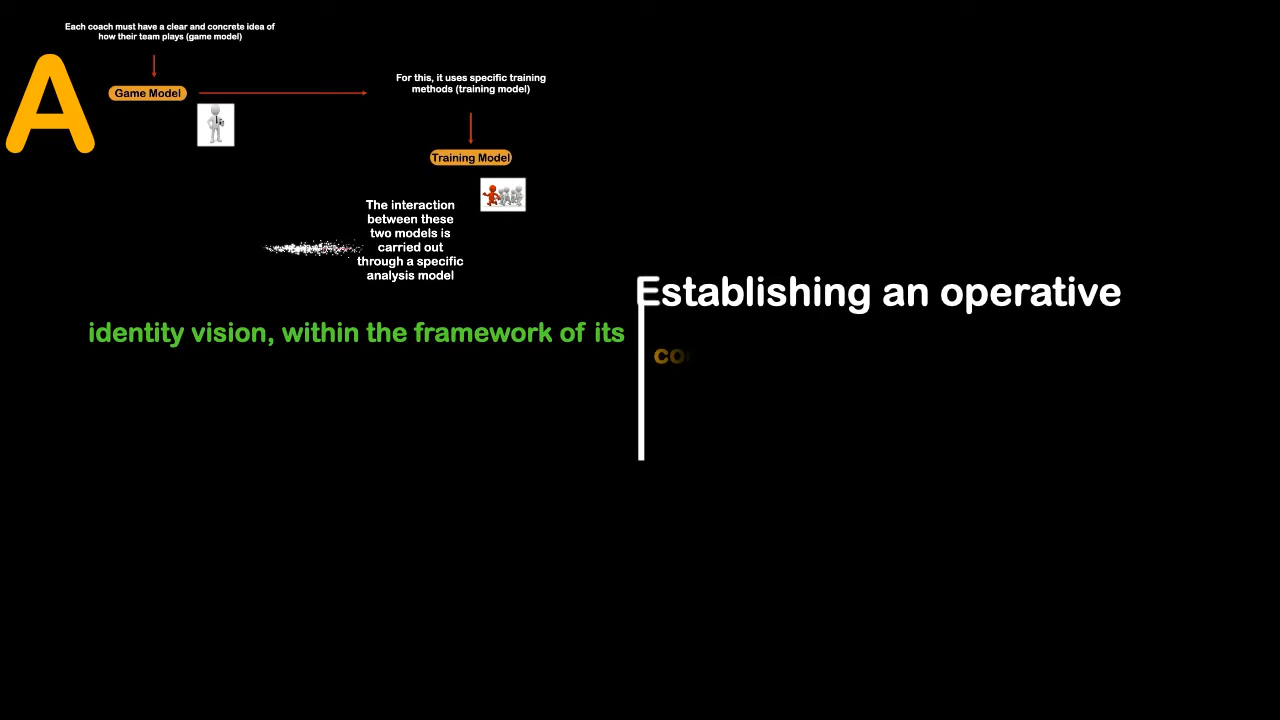 Each coach must have a clear and concrete idea of
how their team plays (game model)
A
Game Model
For this, it uses specific training
methods (training model)
Training Model
The interaction
between these
two models is
carried out
through a specific
analysis model
Establishing an operative
identity vision, within the framework of its